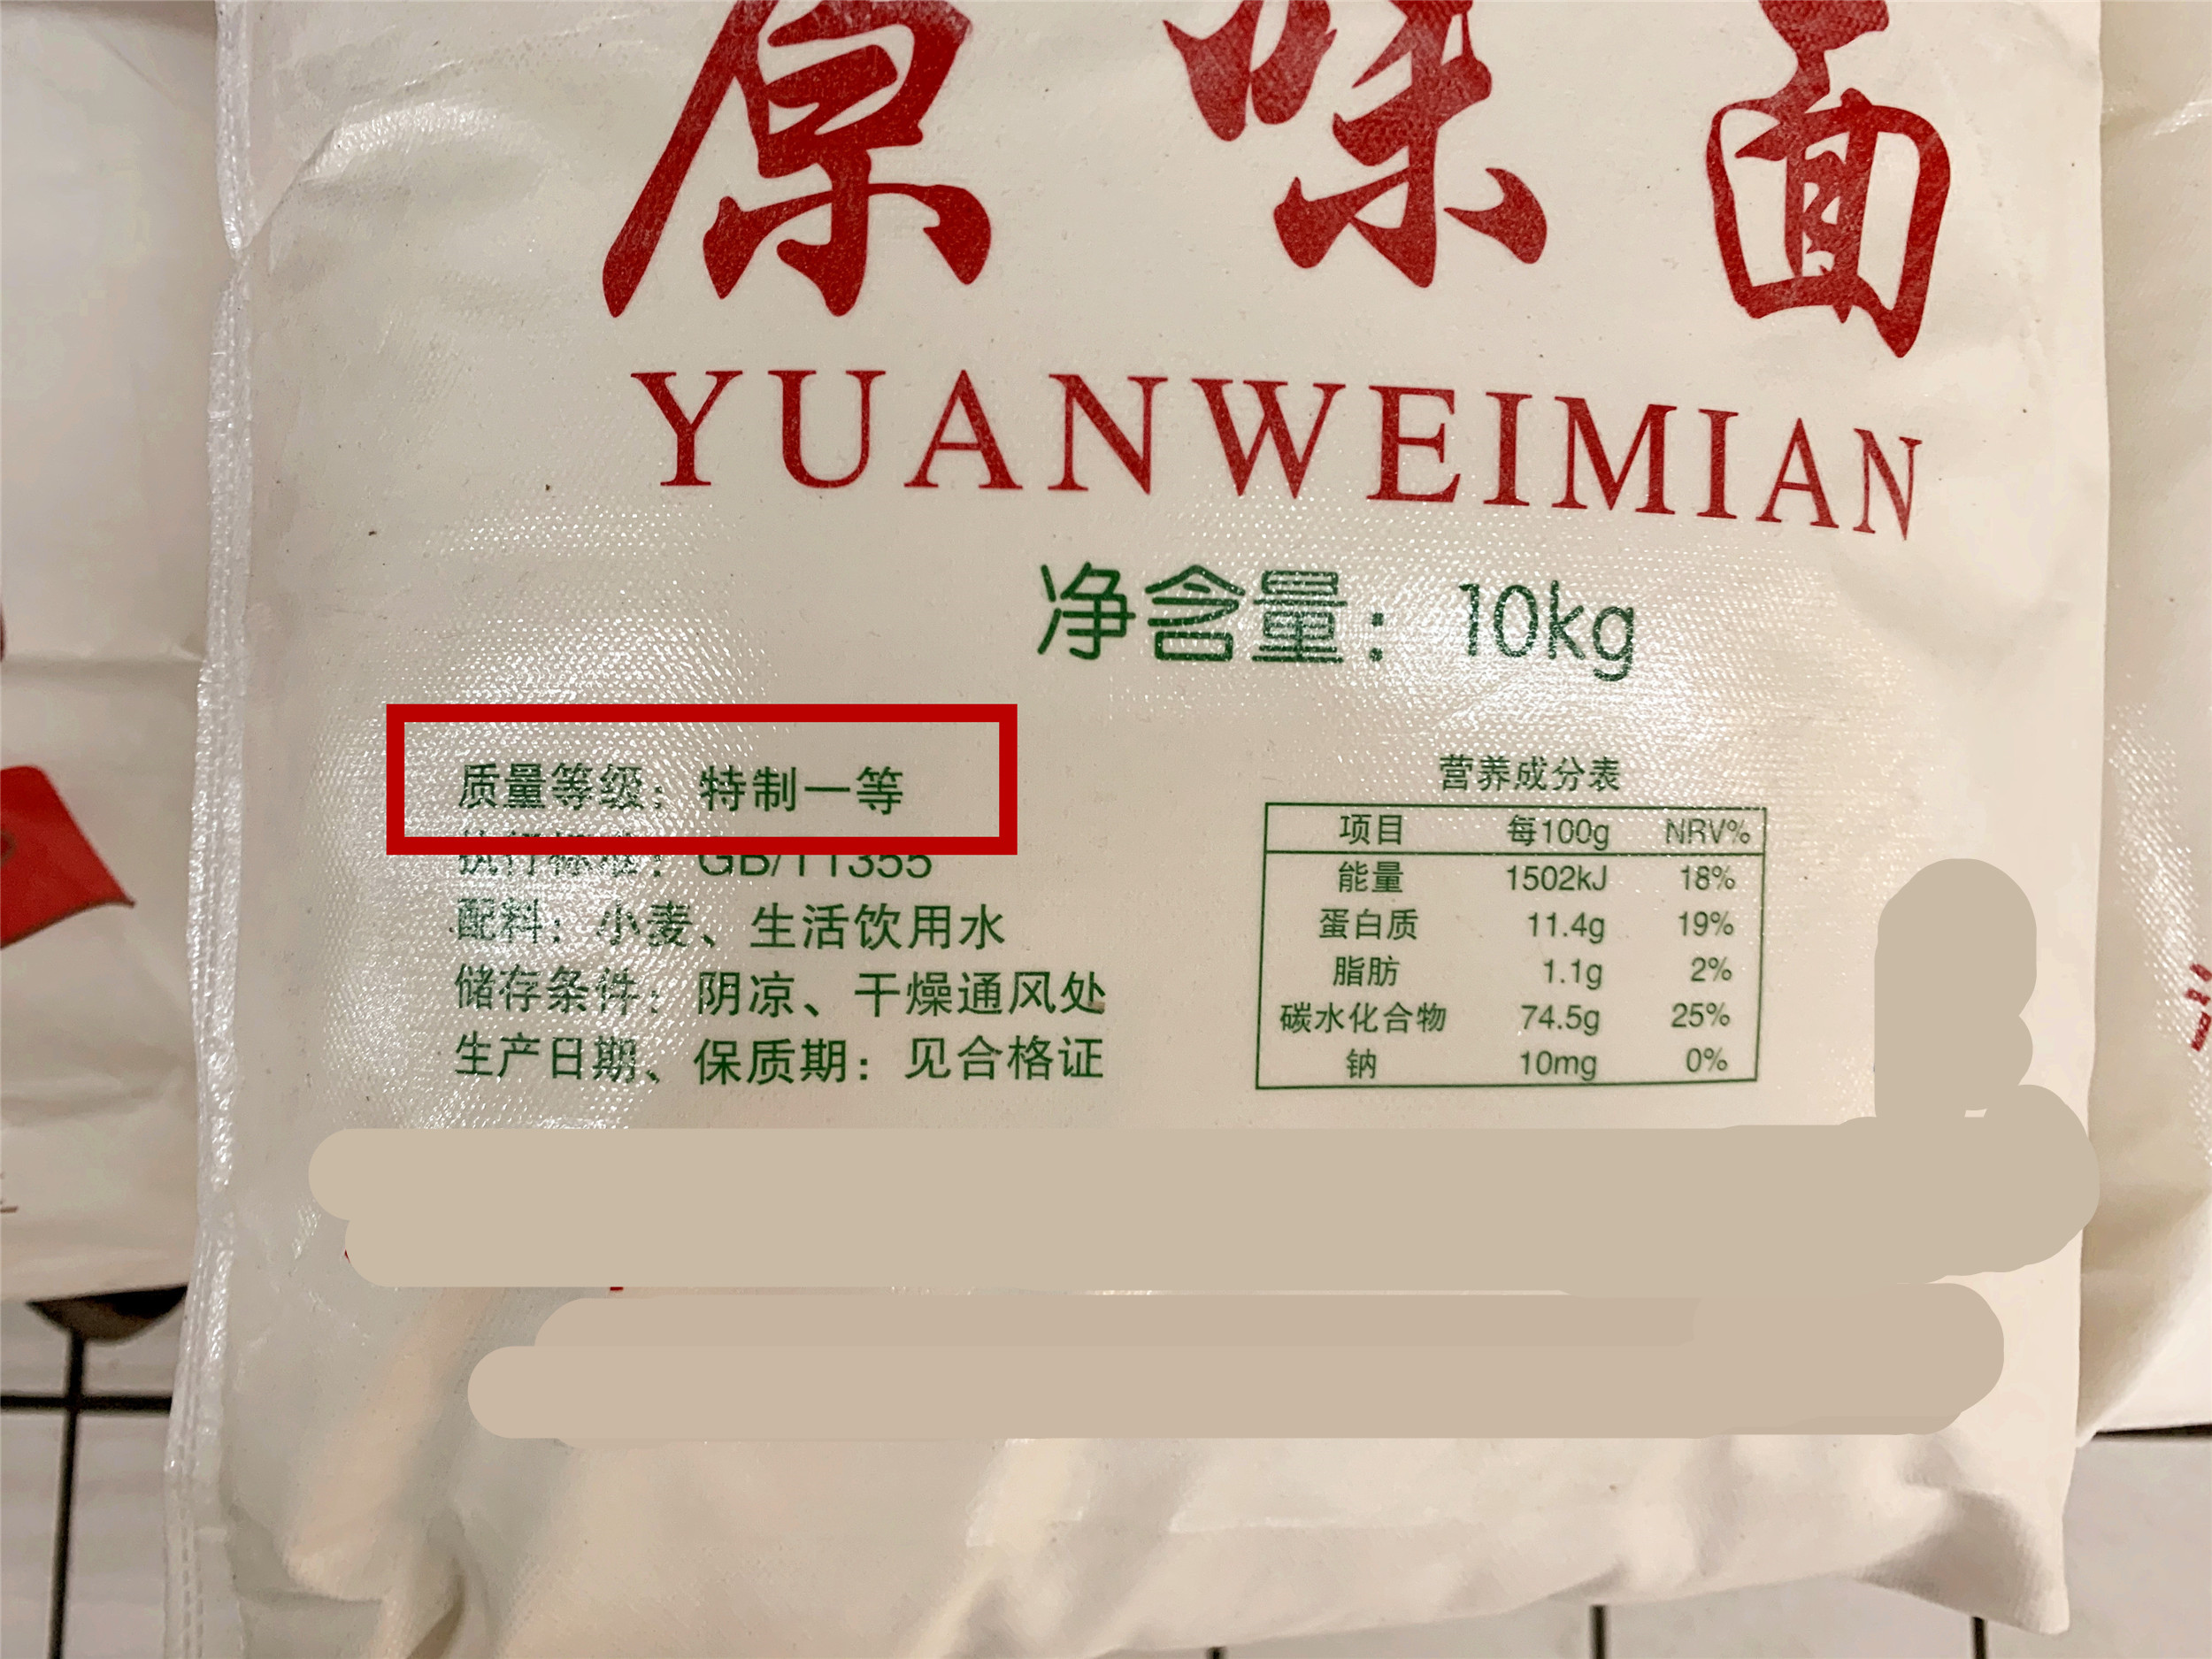 原味面
YUANWEIMIAN
净含量：10kg
质量等级：特制一等
执行标准：GB/T1355
配料：小麦、生活饮用水
储存条件：阴凉、干燥通风处
生产日期、保质期：见合格证
营养成分表
项目 每100g NRV%
能量 1502kJ 18%
蛋白质 11.4g 19%
脂肪 1.1g 2%
碳水化合物 74.5g 25%
钠 10mg 0%